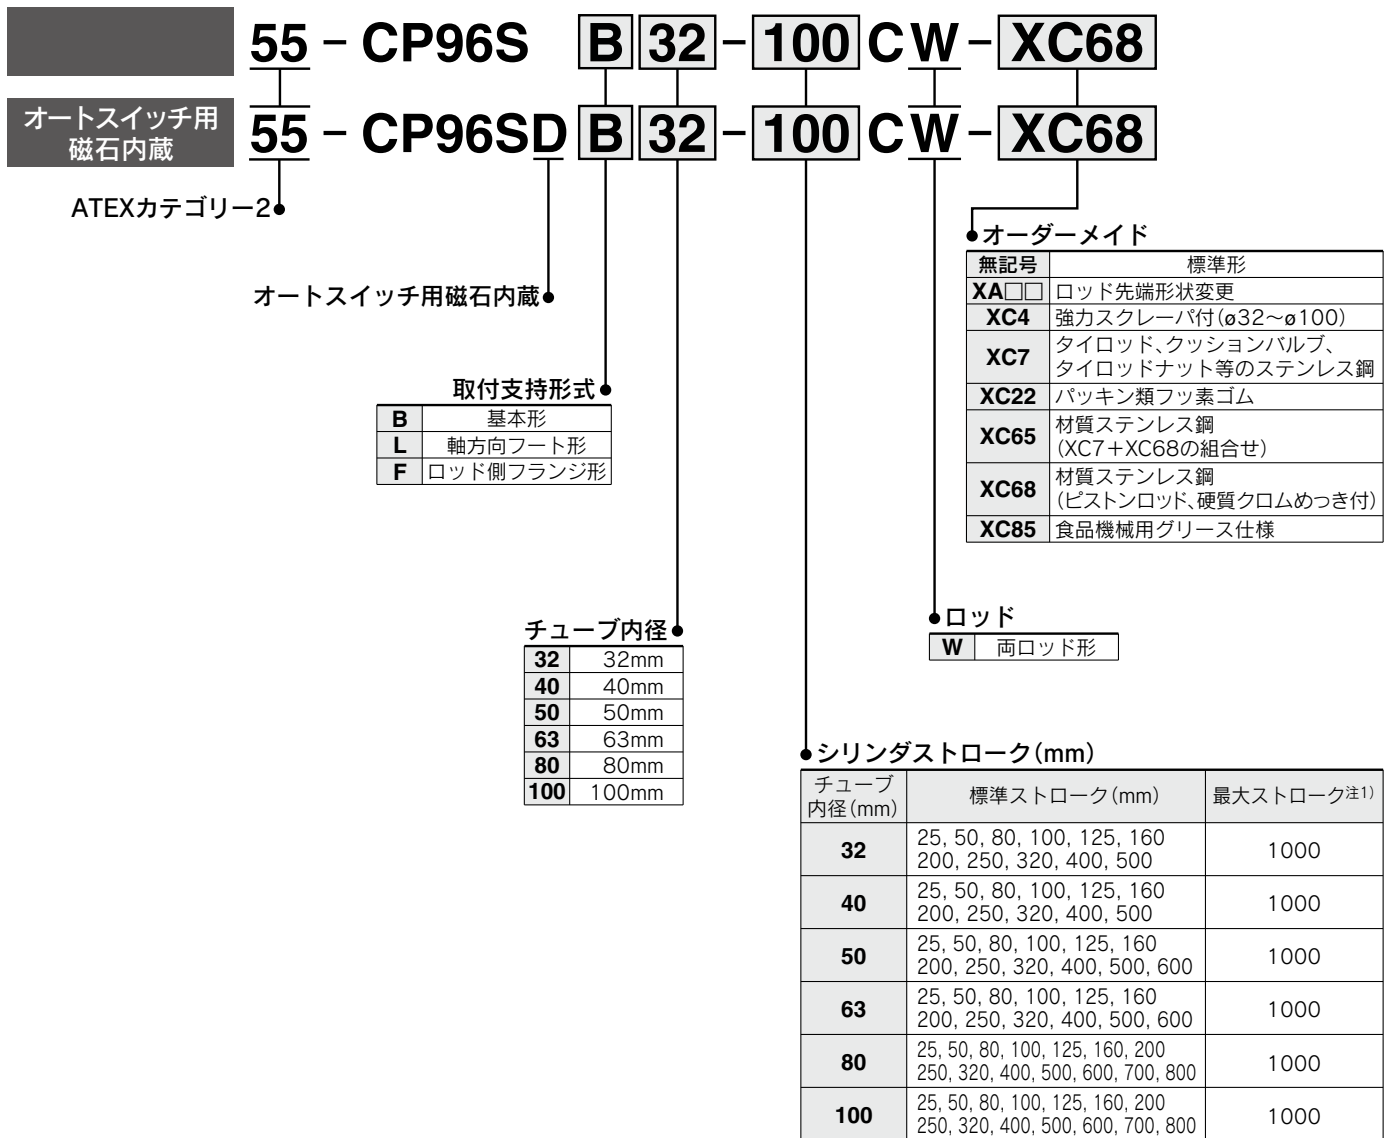 55 - CP96S B 32 - 100 C W - XC68
オートスイッチ用
磁石内蔵
55 - CP96SD B 32 - 100 C W - XC68
ATEXカテゴリー2
オートスイッチ用磁石内蔵
取付支持形式
B 基本形
L 軸方向フート形
F ロッド側フランジ形
チューブ内径
32 32mm
40 40mm
50 50mm
63 63mm
80 80mm
100 100mm
オーダーメイド
無記号 標準形
XA□□ ロッド先端形状変更
XC4 強力スクレーパ付(ø32〜ø100)
XC7 タイロッド、クッションバルブ、
タイロッドナット等のステンレス鋼
XC22 パッキン類フッ素ゴム
XC65 材質ステンレス鋼
(XC7+XC68の組合せ)
XC68 材質ステンレス鋼
(ピストンロッド、硬質クロムめっき付)
XC85 食品機械用グリース仕様
ロッド
W 両ロッド形
シリンダストローク(mm)
チューブ
内径(mm) 標準ストローク(mm) 最大ストローク注1)
32 25, 50, 80, 100, 125, 160
200, 250, 320, 400, 500 1000
40 25, 50, 80, 100, 125, 160
200, 250, 320, 400, 500 1000
50 25, 50, 80, 100, 125, 160
200, 250, 320, 400, 500, 600 1000
63 25, 50, 80, 100, 125, 160
200, 250, 320, 400, 500, 600 1000
80 25, 50, 80, 100, 125, 160, 200
250, 320, 400, 500, 600, 700, 800 1000
100 25, 50, 80, 100, 125, 160, 200
250, 320, 400, 500, 600, 700, 800 1000